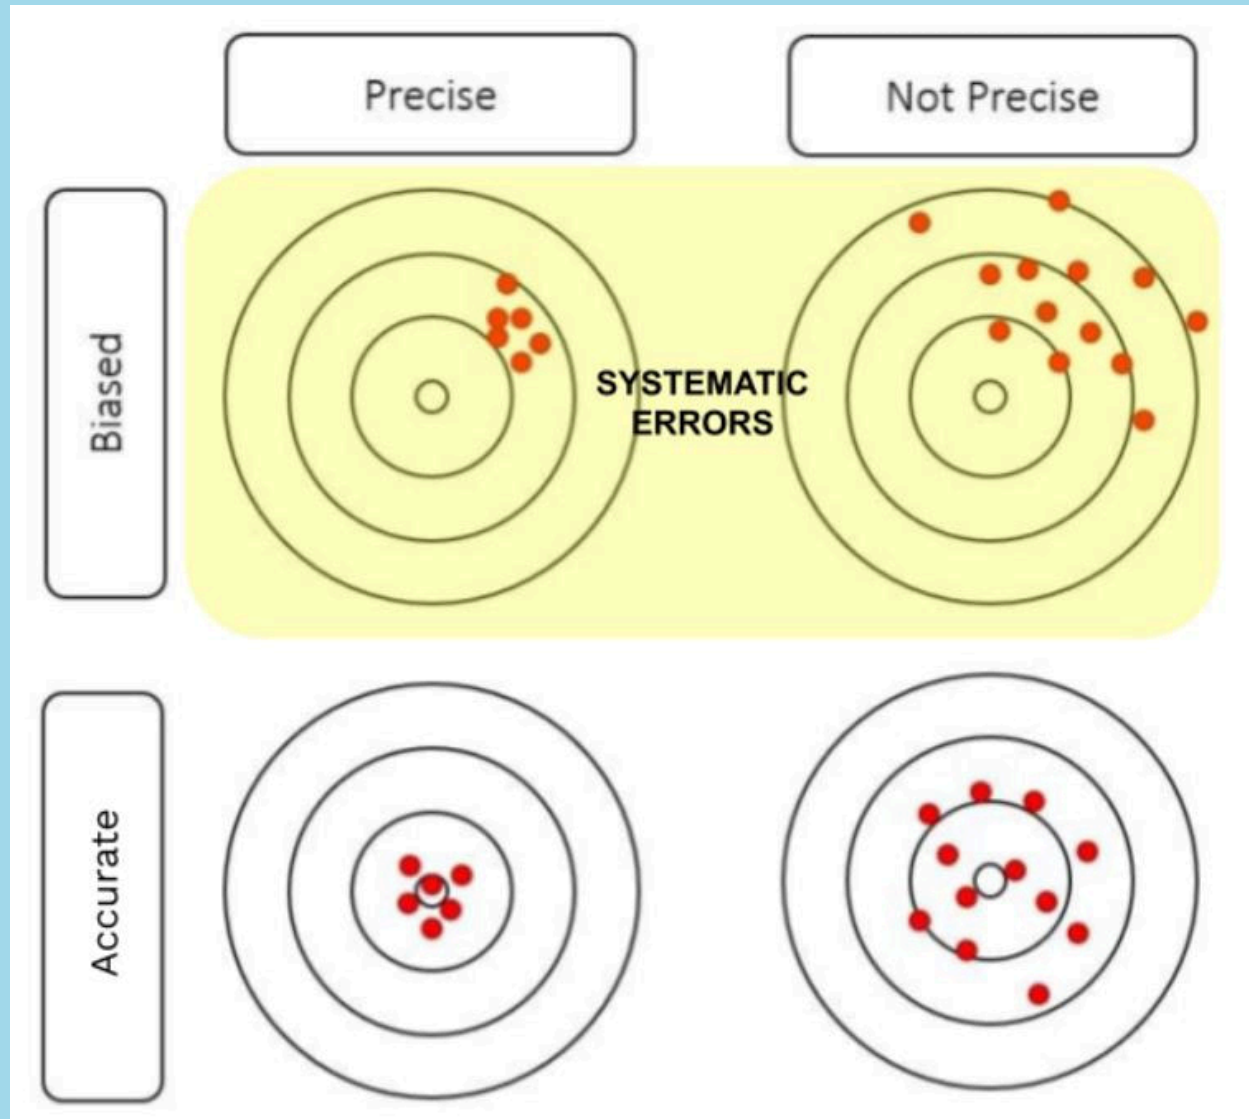 Precise
Not Precise
Biased
SYSTEMATIC
ERRORS
Accurate